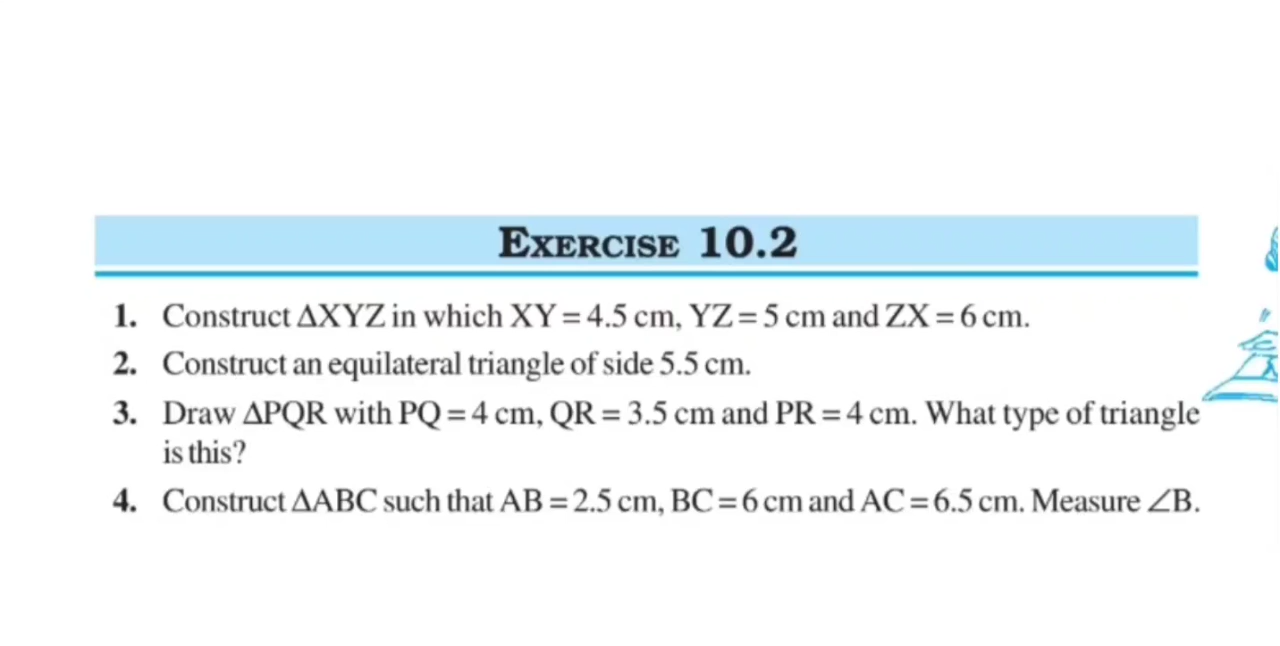 EXERCISE 10.2
1. Construct ΔXYZ in which XY = 4.5 cm, YZ = 5 cm and ZX = 6 cm.
2. Construct an equilateral triangle of side 5.5 cm.
3. Draw ΔPQR with PQ = 4 cm, QR = 3.5 cm and PR = 4 cm. What type of triangle
is this?
4. Construct ΔABC such that AB = 2.5 cm, BC = 6 cm and AC = 6.5 cm. Measure ∠B.